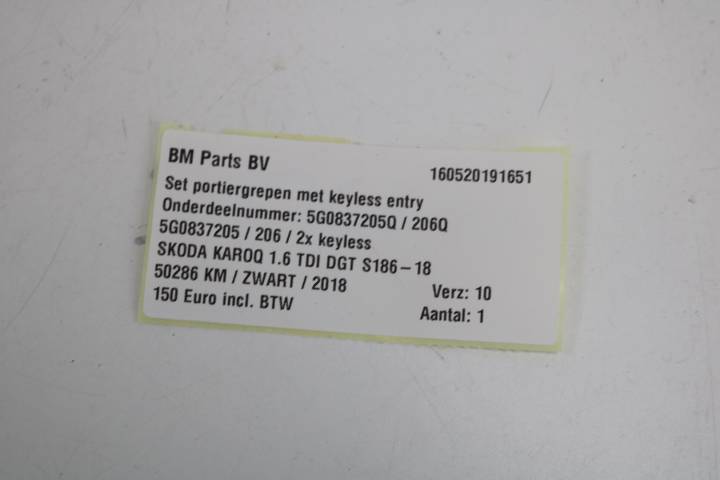 BM Parts BV 160520191651
Set portiergrepen met keyless entry
Onderdeelnummer: 5G0837205Q / 206Q
5G0837205 / 206 / 2x keyless
SKODA KAROQ 1.6 TDI DGT S186 – 18
50286 KM / ZWART / 2018 Verz: 10
150 Euro incl. BTW Aantal: 1